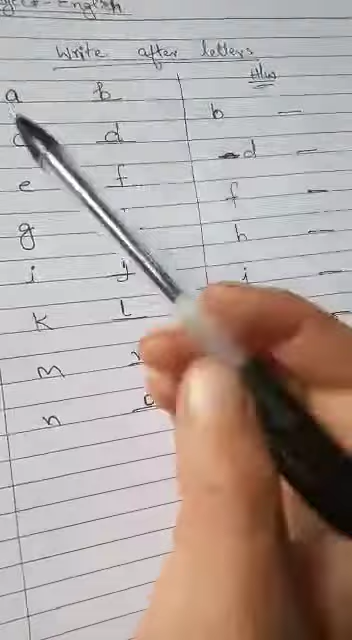 English
Write after letters
a b H.w
c d b —
e f d —
g f —
i j h —
k l j —
m
n o